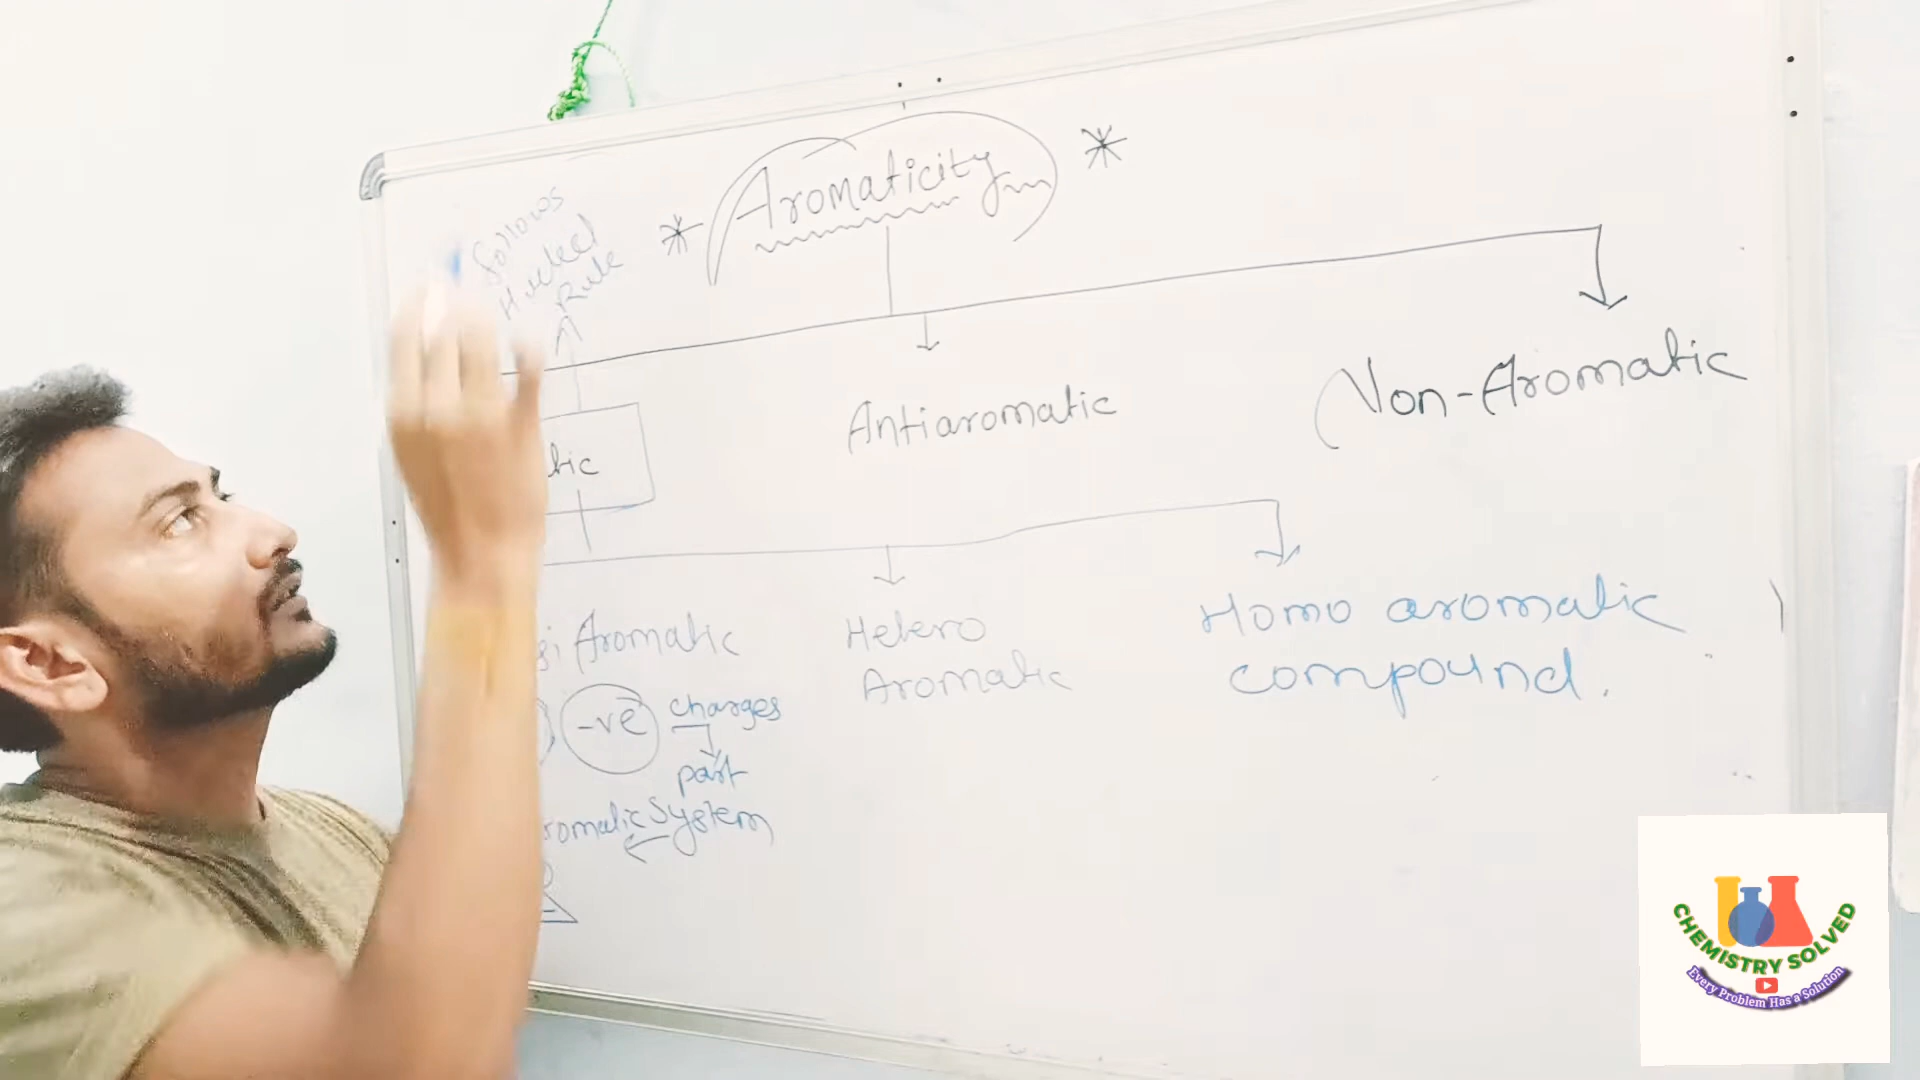 Follows
Huckel
Rule
* Aromaticity *
tic
Antiaromatic
Non-Aromatic
si Aromatic
-ve charges
part
romatic System
Hetero
Aromatic
Homo aromatic
compound.
CHEMISTRY SOLVED
Every Problem Has a Solution